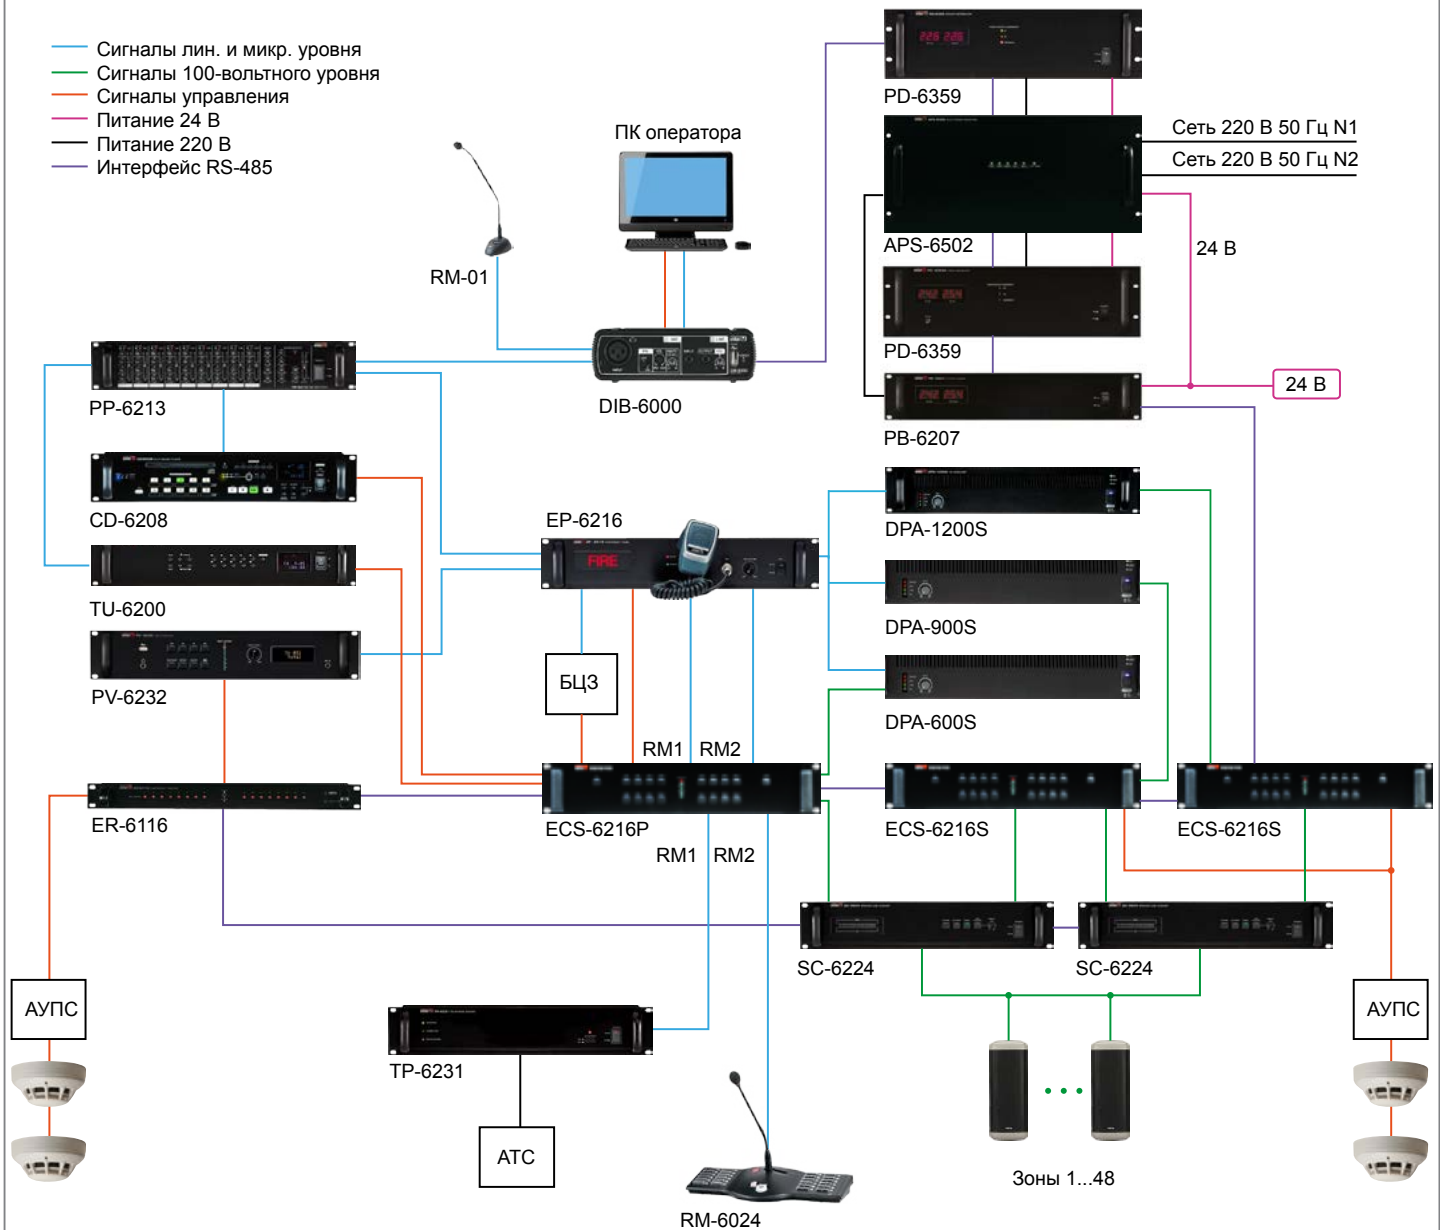 Сигналы лин. и микр. уровня
Сигналы 100-вольтного уровня
Сигналы управления
Питание 24 В
Питание 220 В
Интерфейс RS-485
ПК оператора
RM-01
DIB-6000
PD-6359
Сеть 220 В 50 Гц N1
Сеть 220 В 50 Гц N2
APS-6502
24 В
PD-6359
24 В
PB-6207
PP-6213
CD-6208
TU-6200
PV-6232
ER-6116
EP-6216
FIRE
БЦЗ
RM1
RM2
DPA-1200S
DPA-900S
DPA-600S
ECS-6216P
ECS-6216S
ECS-6216S
RM1
RM2
SC-6224
SC-6224
АУПС
АУПС
TP-6231
АТС
RM-6024
Зоны 1...48